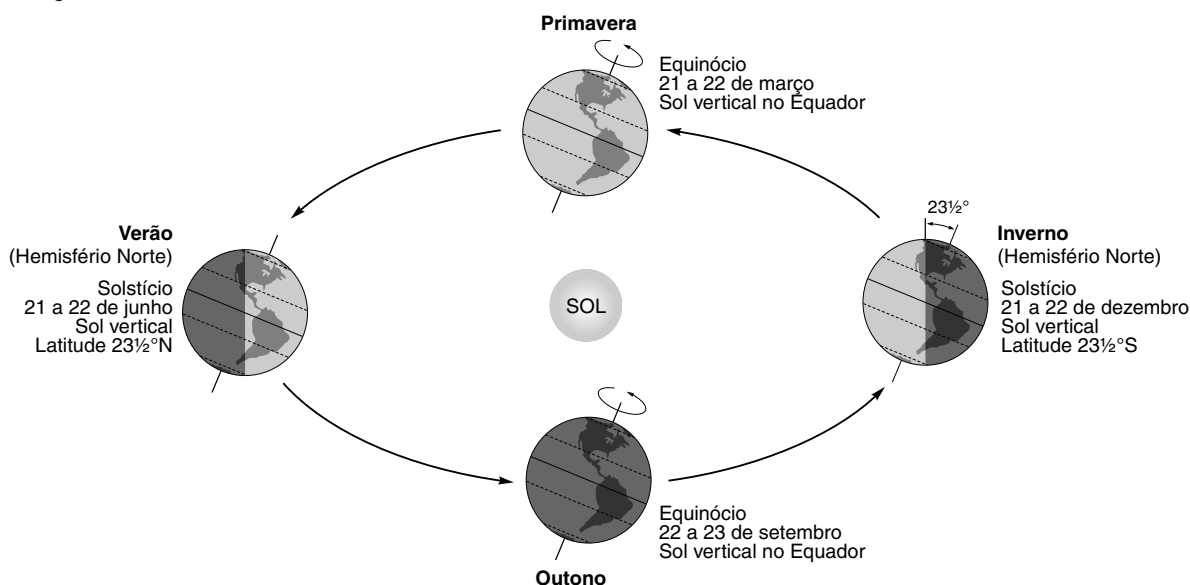 Primavera
Equinócio
21 a 22 de março
Sol vertical no Equador
Verão
(Hemisfério Norte)
Solstício
21 a 22 de junho
Sol vertical
Latitude 23½°N
SOL
23½°
Inverno
(Hemisfério Norte)
Solstício
21 a 22 de dezembro
Sol vertical
Latitude 23½°S
Equinócio
22 a 23 de setembro
Sol vertical no Equador
Outono